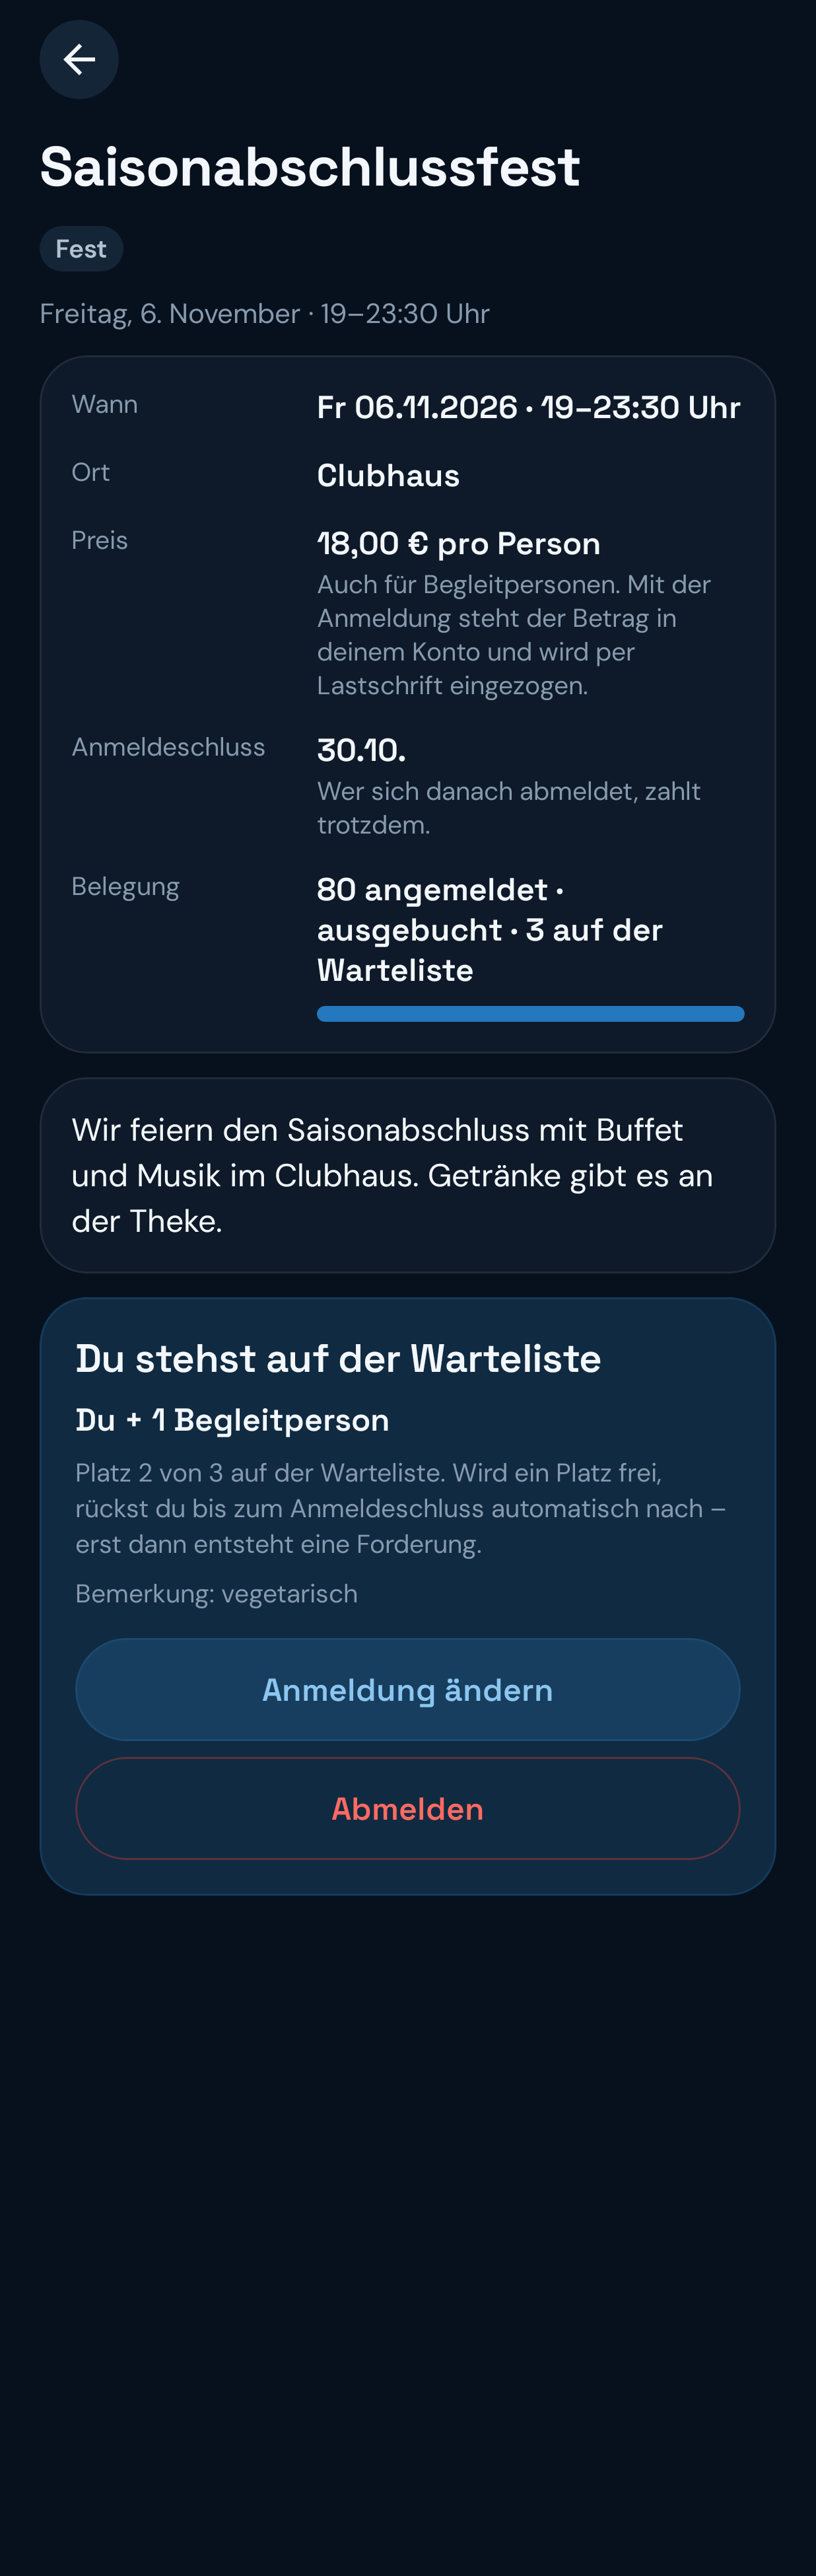 Saisonabschlussfest
Fest
Freitag, 6. November · 19–23:30 Uhr
Wann
Fr 06.11.2026 · 19–23:30 Uhr
Ort
Clubhaus
Preis
18,00 € pro Person
Auch für Begleitpersonen. Mit der
Anmeldung steht der Betrag in
deinem Konto und wird per
Lastschrift eingezogen.
Anmeldeschluss
30.10.
Wer sich danach abmeldet, zahlt
trotzdem.
Belegung
80 angemeldet ·
ausgebucht · 3 auf der
Warteliste
Wir feiern den Saisonabschluss mit Buffet
und Musik im Clubhaus. Getränke gibt es an
der Theke.
Du stehst auf der Warteliste
Du + 1 Begleitperson
Platz 2 von 3 auf der Warteliste. Wird ein Platz frei,
rückst du bis zum Anmeldeschluss automatisch nach –
erst dann entsteht eine Forderung.
Bemerkung: vegetarisch
Anmeldung ändern
Abmelden